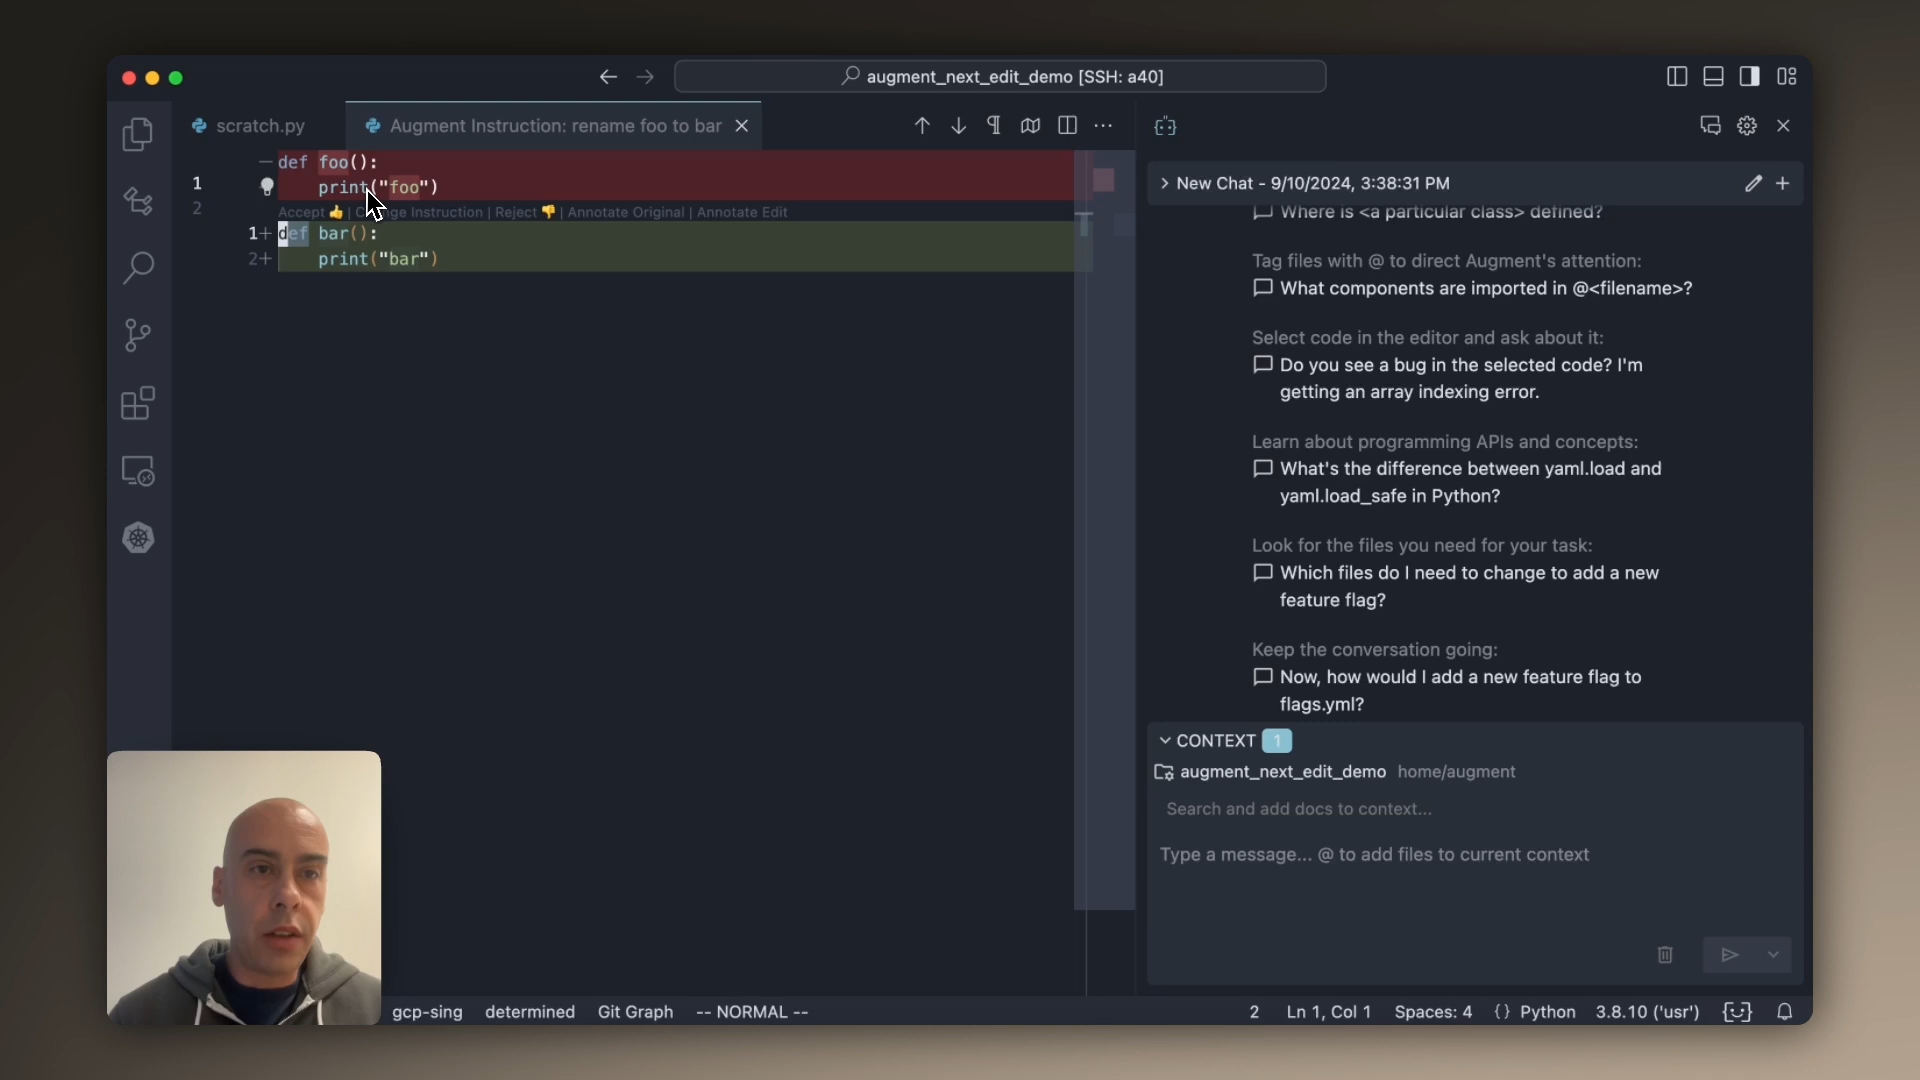 augment_next_edit_demo [SSH: a40]
scratch.py
Augment Instruction: rename foo to bar
def foo():
1
print("foo")
2
Accept 👍 | Change Instruction | Reject 👎 | Annotate Original | Annotate Edit
1+ def bar():
2+ print("bar")
New Chat - 9/10/2024, 3:38:31 PM
Where is <a particular class> defined?
Tag files with @ to direct Augment's attention:
What components are imported in @<filename>?
Select code in the editor and ask about it:
Do you see a bug in the selected code? I'm
getting an array indexing error.
Learn about programming APIs and concepts:
What's the difference between yaml.load and
yaml.load_safe in Python?
Look for the files you need for your task:
Which files do I need to change to add a new
feature flag?
Keep the conversation going:
Now, how would I add a new feature flag to
flags.yml?
CONTEXT 1
augment_next_edit_demo home/augment
Search and add docs to context...
Type a message... @ to add files to current context
gcp-sing determined Git Graph -- NORMAL -- 2 Ln 1, Col 1 Spaces: 4 {} Python 3.8.10 ('usr')